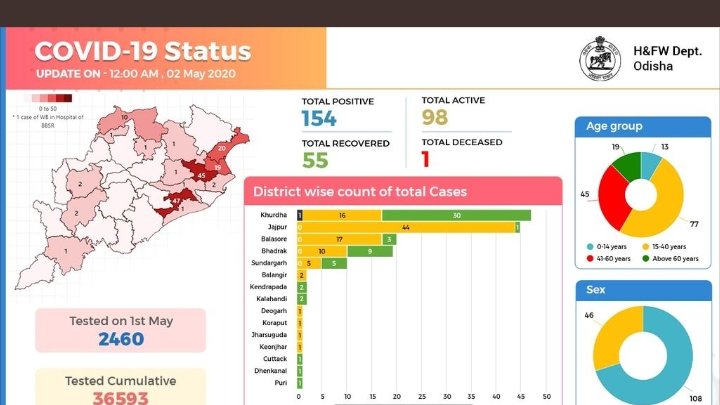 COVID-19 Status
UPDATE ON - 12:00 AM , 02 May 2020
H&FW Dept.
Odisha
0 to 50
* 1 case of WB in Hospital of
BBSR
10
1
1
1
20
19
45
1
2
2
47
1
2
1
TOTAL POSITIVE
154
TOTAL ACTIVE
98
TOTAL RECOVERED
55
TOTAL DECEASED
1
District wise count of total Cases
Khurdha 1 16 30
Jajpur 0 44 1
Balasore 0 17 3
Bhadrak 0 10 9
Sundargarh 0 5 5
Balangir 2
Kendrapada 2
Kalahandi 2
Deogarh 1
Koraput 1
Jharsuguda 1
Keonjhar 1
Cuttack 1
Dhenkanal 1
Puri 1
0 5 10 15 20 25 30 35 40 45 50
Tested on 1st May
2460
Tested Cumulative
36593
Age group
19
13
45
77
0-14 years
15-40 years
41-60 years
Above 60 years
Sex
46
108